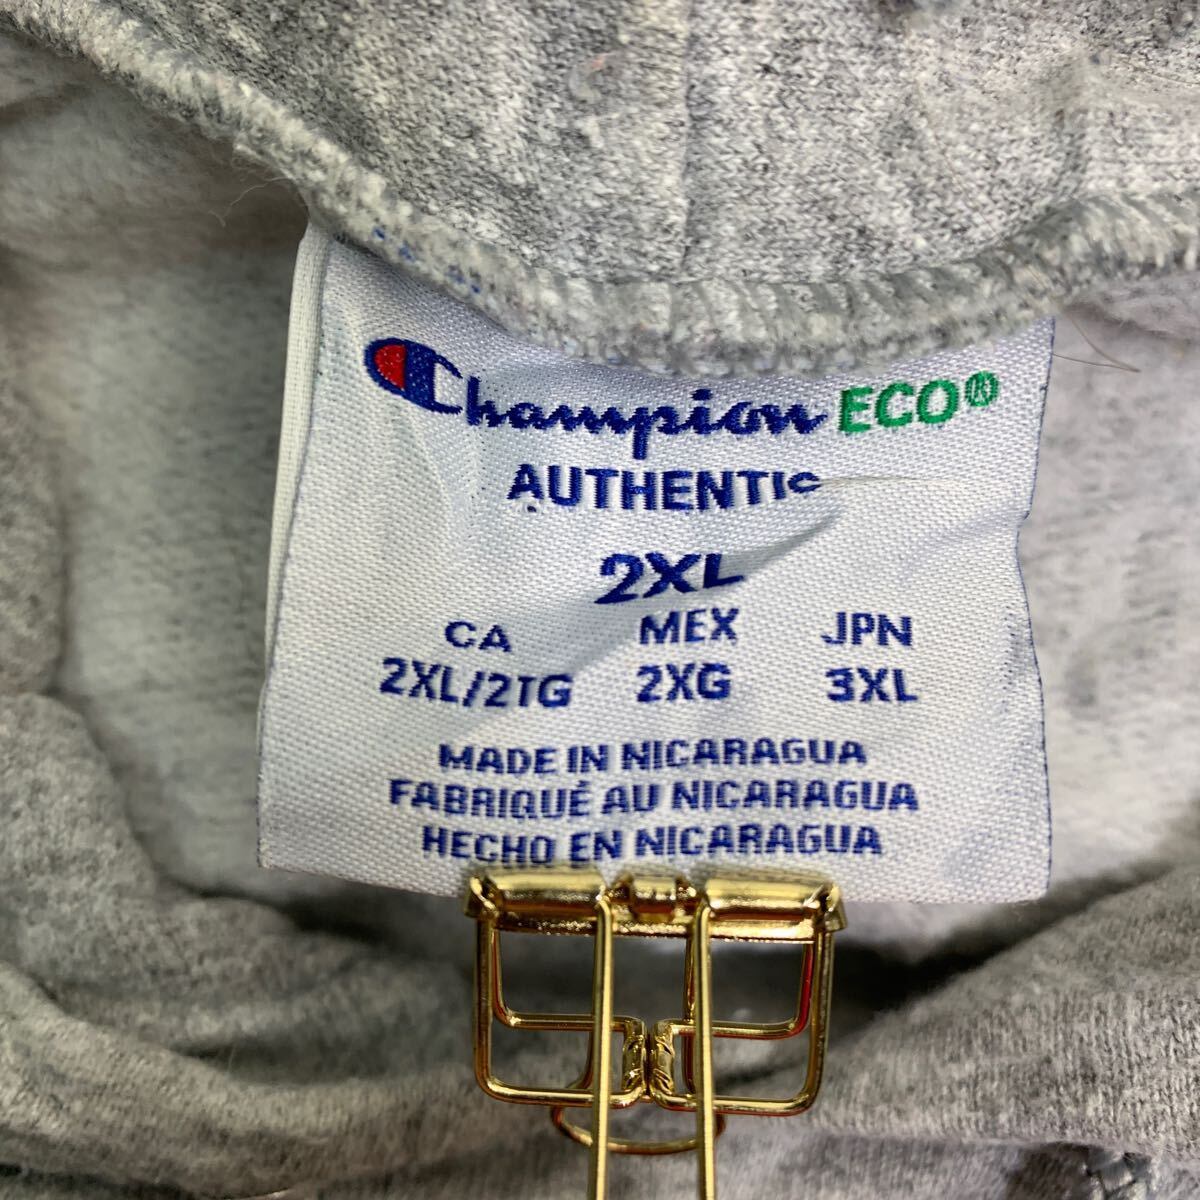 Champion ECO®
AUTHENTIC
2XL
CA MEX JPN
2XL/2TG 2XG 3XL
MADE IN NICARAGUA
FABRIQUÉ AU NICARAGUA
HECHO EN NICARAGUA